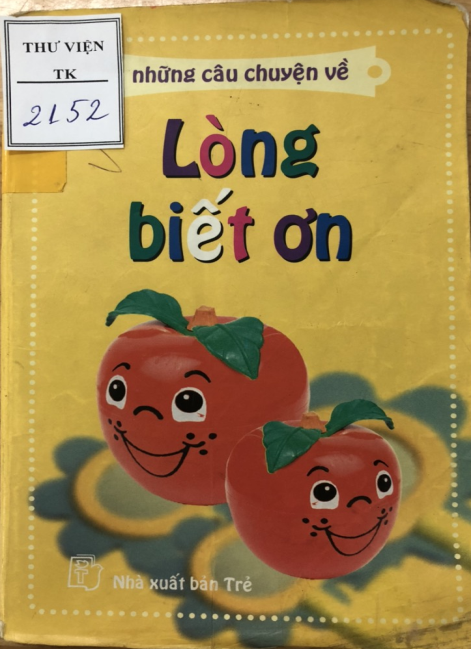 THƯ VIỆN
TK
2152
những câu chuyện về
Lòng
biết ơn
Nhà xuất bản Trẻ